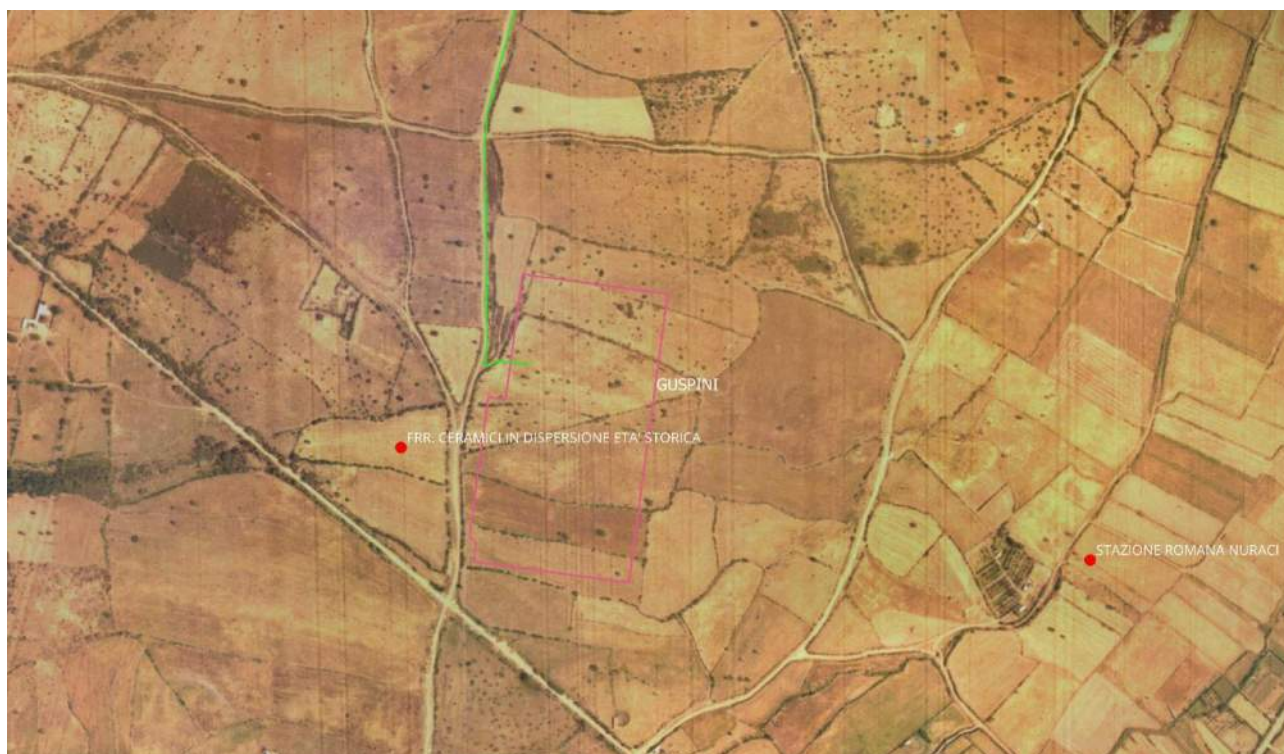 GUSPINI
FRR. CERAMICI IN DISPERSIONE ETA' STORICA
STAZIONE ROMANA NURACI